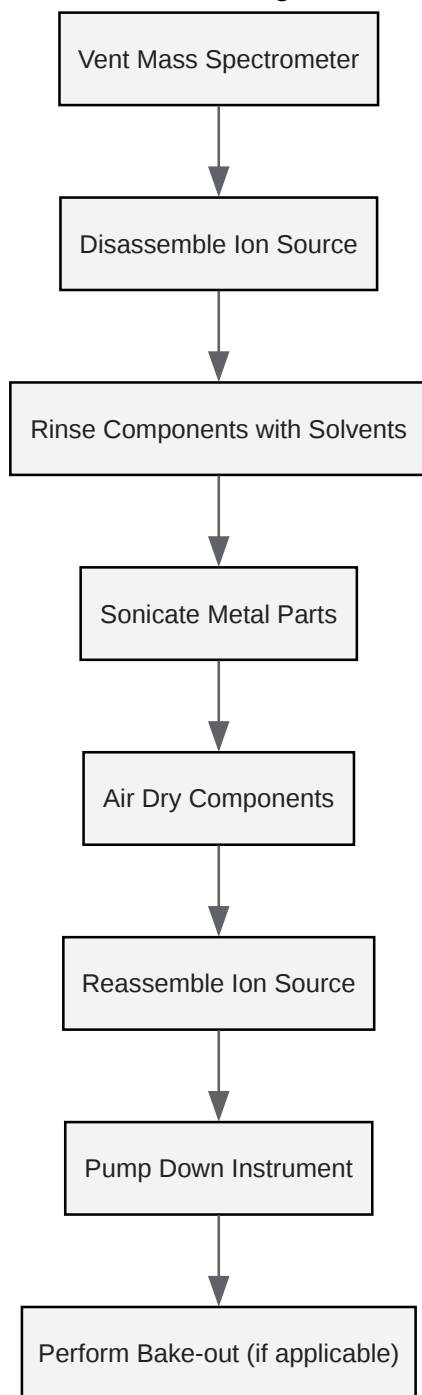 Vent Mass Spectrometer
Disassemble Ion Source
Rinse Components with Solvents
Sonicate Metal Parts
Air Dry Components
Reassemble Ion Source
Pump Down Instrument
Perform Bake-out (if applicable)